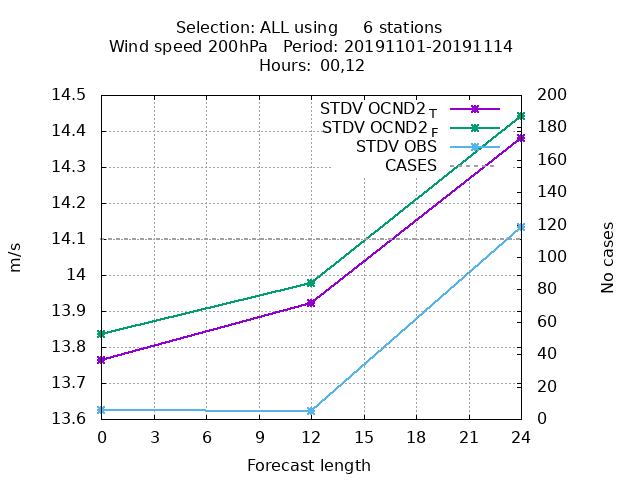 Selection: ALL using     6 stations
Wind speed 200hPa   Period: 20191101-20191114
Hours: 00,12
STDV OCND2 T
STDV OCND2 F
STDV OBS
CASES
14.5
14.4
14.3
14.2
14.1
14
13.9
13.8
13.7
13.6
m/s
200
180
160
140
120
100
80
60
40
20
0
No cases
0 3 6 9 12 15 18 21 24
Forecast length